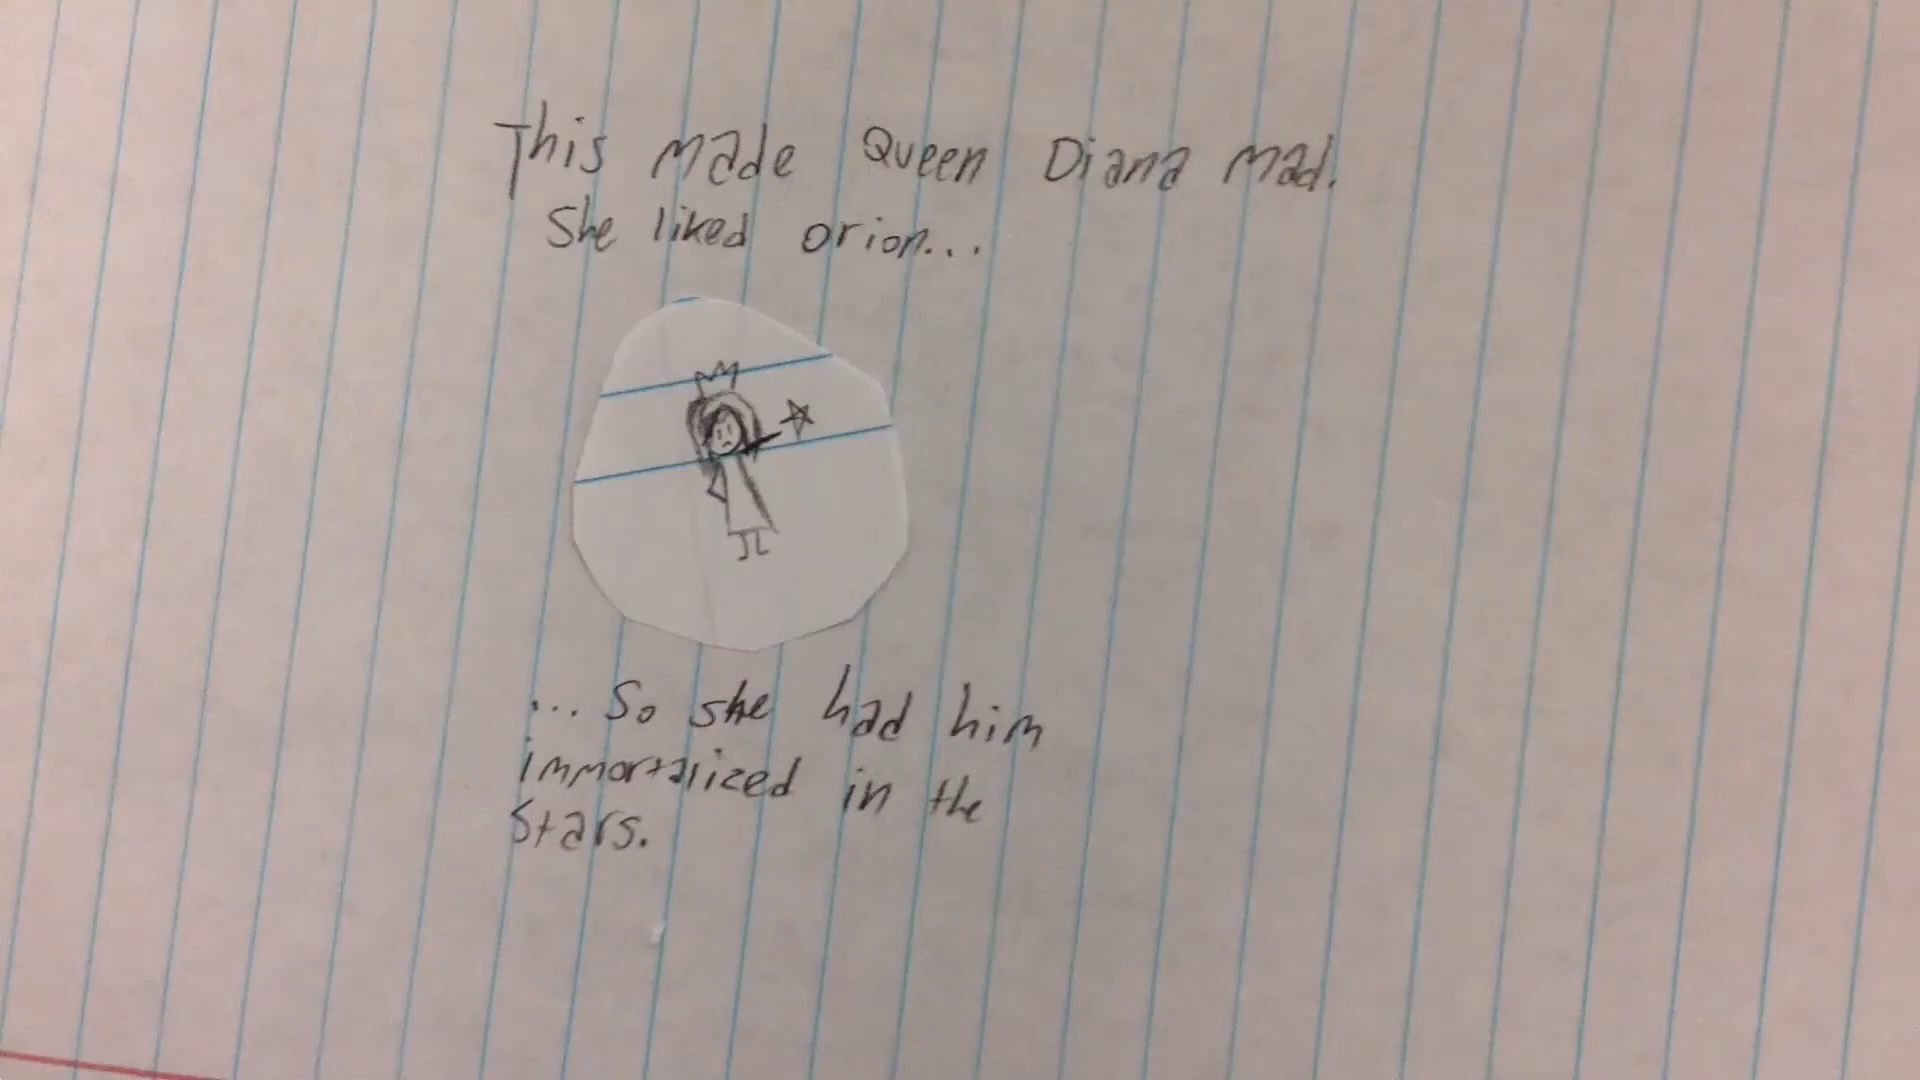 This made Queen Diana mad.
She liked orion...
... So she had him
immortalized in the
Stars.